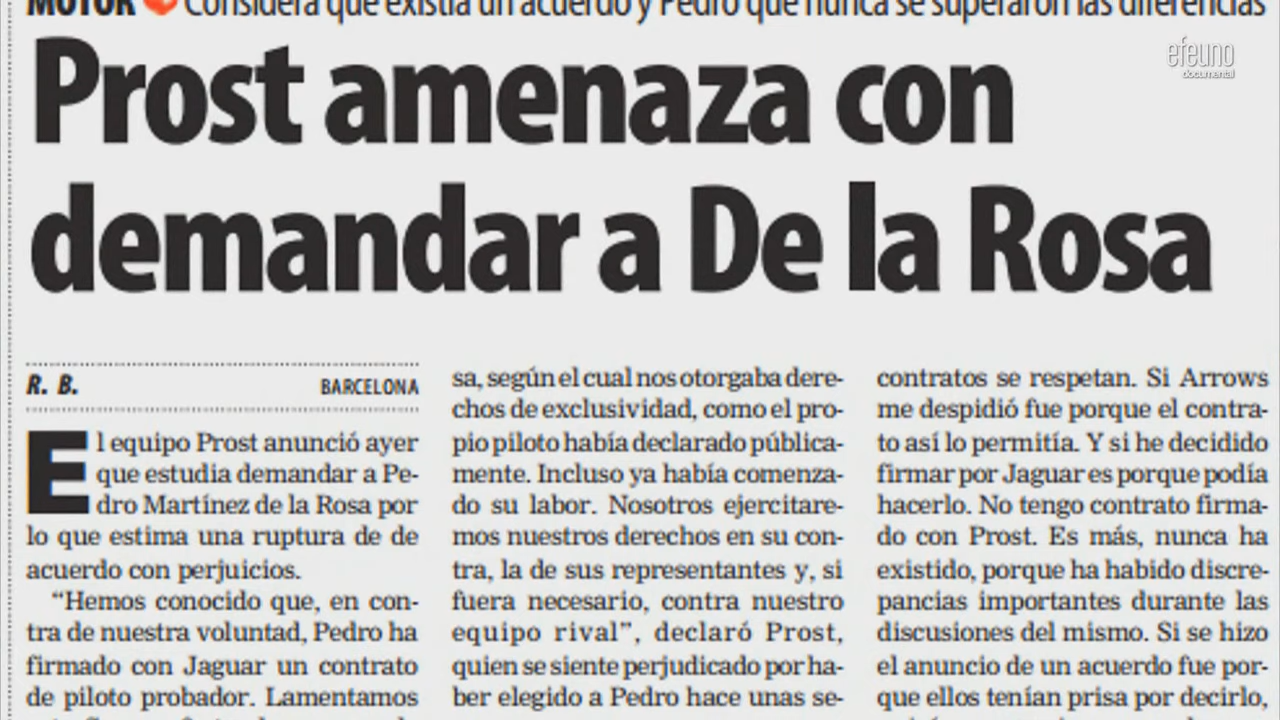 MOTOR Considera que existía un acuerdo y Pedro que nunca se superaron las diferencias
efeuno
documental
Prost amenaza con
demandar a De la Rosa
R. B. BARCELONA
El equipo Prost anunció ayer
que estudia demandar a Pe-
dro Martínez de la Rosa por
lo que estima una ruptura de de
acuerdo con perjuicios.
“Hemos conocido que, en con-
tra de nuestra voluntad, Pedro ha
firmado con Jaguar un contrato
de piloto probador. Lamentamos
sa, según el cual nos otorgaba dere-
chos de exclusividad, como el pro-
pio piloto había declarado pública-
mente. Incluso ya había comenza-
do su labor. Nosotros ejercitare-
mos nuestros derechos en su con-
tra, la de sus representantes y, si
fuera necesario, contra nuestro
equipo rival”, declaró Prost,
quien se siente perjudicado por ha-
ber elegido a Pedro hace unas se-
contratos se respetan. Si Arrows
me despidió fue porque el contra-
to así lo permitía. Y si he decidido
firmar por Jaguar es porque podía
hacerlo. No tengo contrato firma-
do con Prost. Es más, nunca ha
existido, porque ha habido discre-
pancias importantes durante las
discusiones del mismo. Si se hizo
el anuncio de un acuerdo fue por-
que ellos tenían prisa por decirlo,